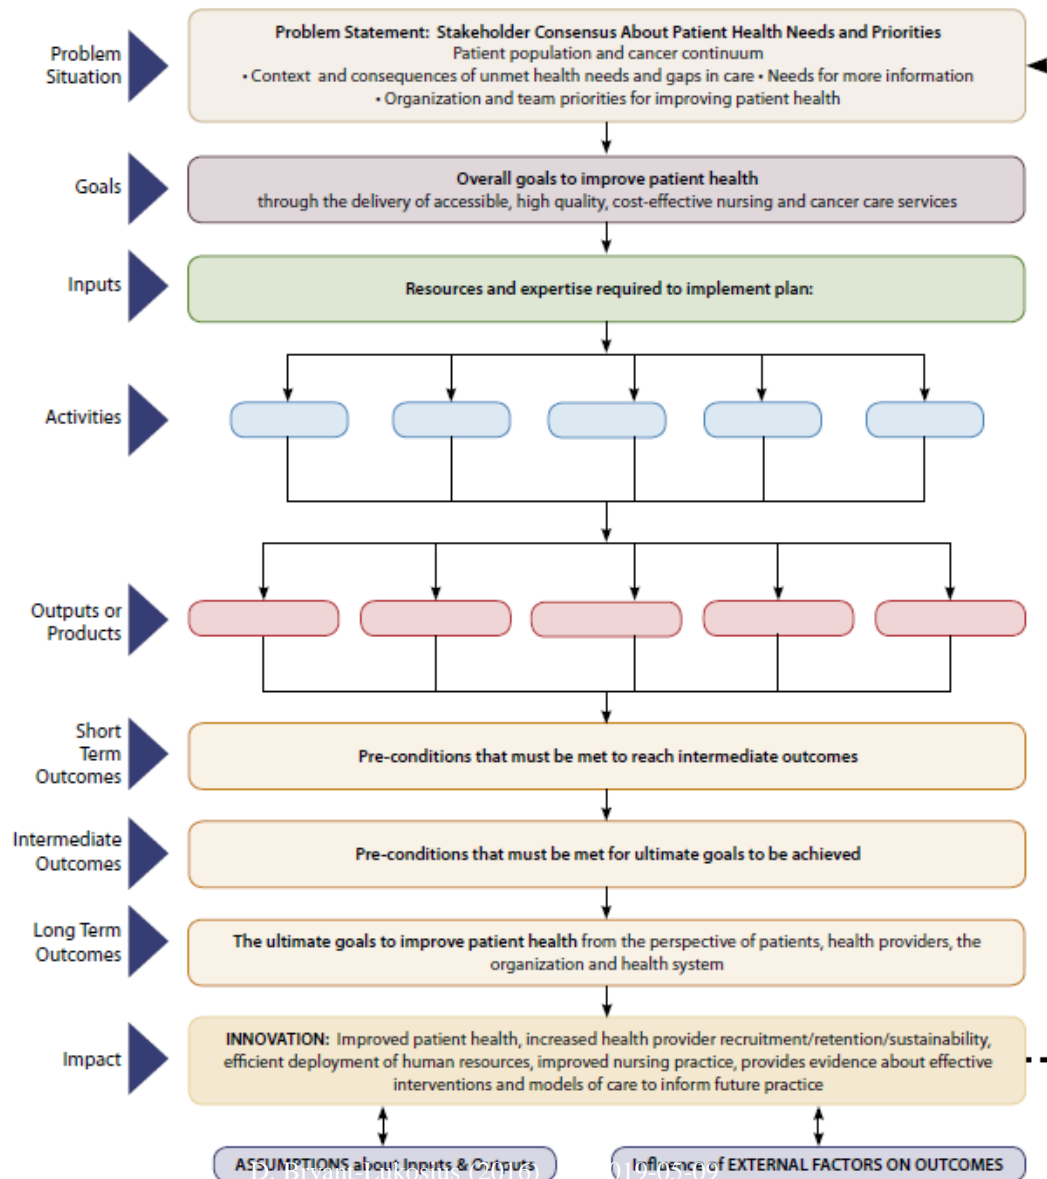 Problem
Situation
Problem Statement: Stakeholder Consensus About Patient Health Needs and Priorities
Patient population and cancer continuum
• Context and consequences of unmet health needs and gaps in care • Needs for more information
• Organization and team priorities for improving patient health
Goals
Overall goals to improve patient health
through the delivery of accessible, high quality, cost-effective nursing and cancer care services
Inputs
Resources and expertise required to implement plan:
Activities
Outputs or
Products
Short
Term
Outcomes
Pre-conditions that must be met to reach intermediate outcomes
Intermediate
Outcomes
Pre-conditions that must be met for ultimate goals to be achieved
Long Term
Outcomes
The ultimate goals to improve patient health from the perspective of patients, health providers, the
organization and health system
Impact
INNOVATION: Improved patient health, increased health provider recruitment/retention/sustainability,
efficient deployment of human resources, improved nursing practice, provides evidence about effective
interventions and models of care to inform future practice
ASSUMPTIONS about Inputs & Outputs
Influence of EXTERNAL FACTORS ON OUTCOMES
D. Bryant-Lukosius (2016)
019-05-09